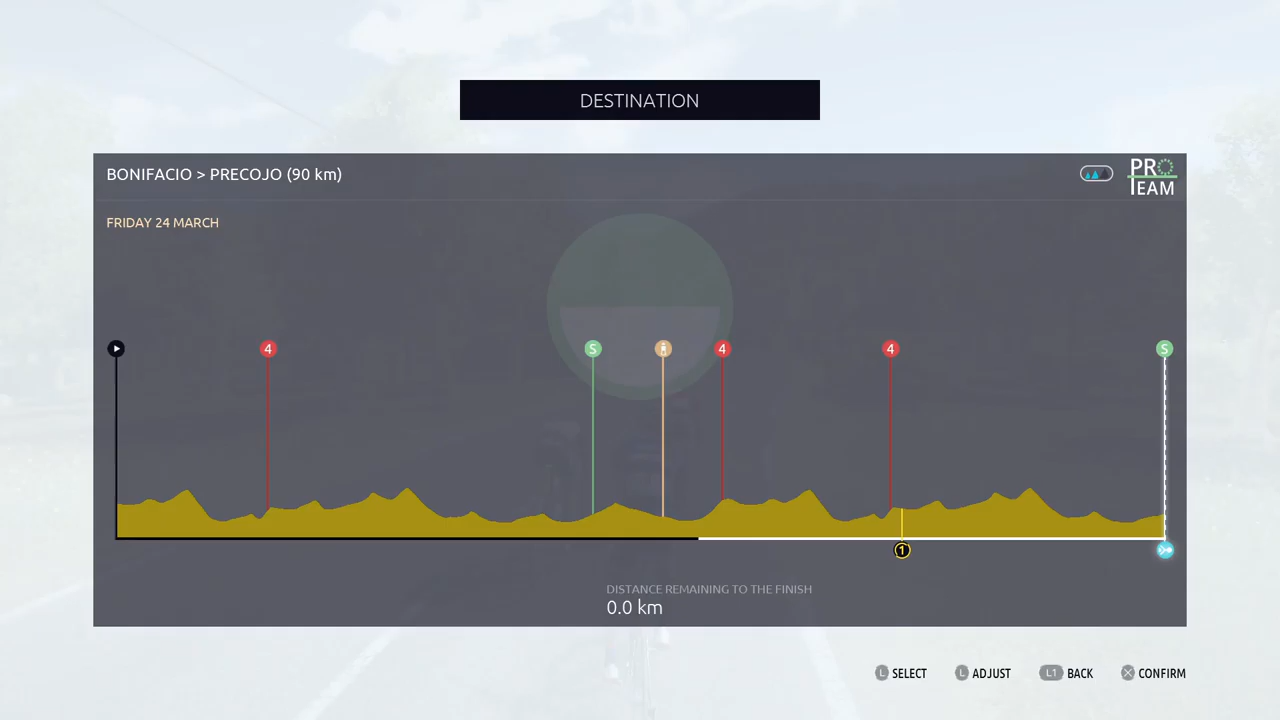 DESTINATION
BONIFACIO > PRECOJO (90 km)
PRO
TEAM
FRIDAY 24 MARCH
4 S 4 4 S
1
DISTANCE REMAINING TO THE FINISH
0.0 km
L SELECT L ADJUST L1 BACK X CONFIRM